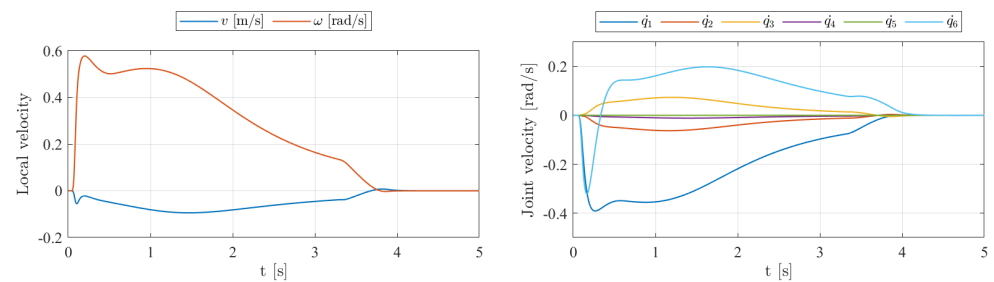 v [m/s] ω [rad/s]
0.6
0.4
0.2
0
-0.2
Local velocity
0 1 2 3 4 5
t [s]
q̇₁ q̇₂ q̇₃ q̇₄ q̇₅ q̇₆
0.2
0
-0.2
-0.4
Joint velocity [rad/s]
0 1 2 3 4 5
t [s]